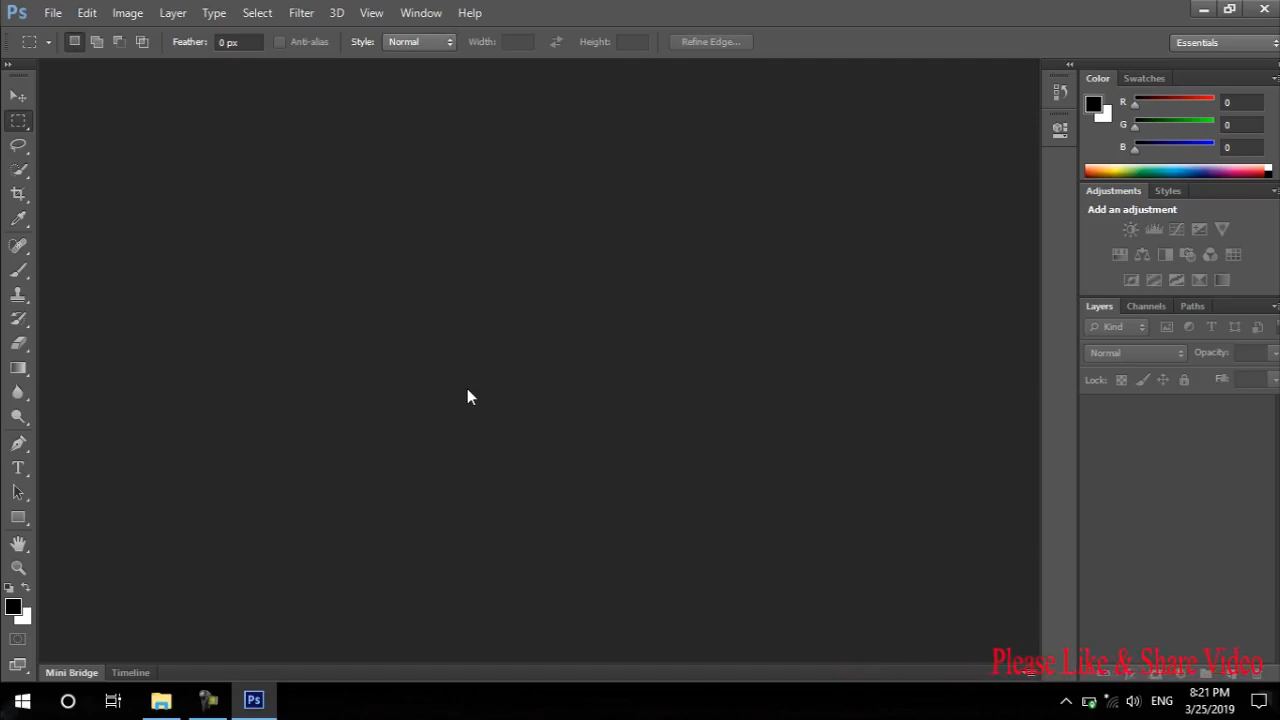 Ps File Edit Image Layer Type Select Filter 3D View Window Help
Feather: 0 px Anti-alias Style: Normal Width: Height: Refine Edge... Essentials
Color Swatches
R 0
G 0
B 0
Adjustments Styles
Add an adjustment
Layers Channels Paths
Kind
Normal Opacity:
Lock: Fill:
Please Like & Share Video
Mini Bridge Timeline
Ps ENG 8:21 PM
3/25/2019